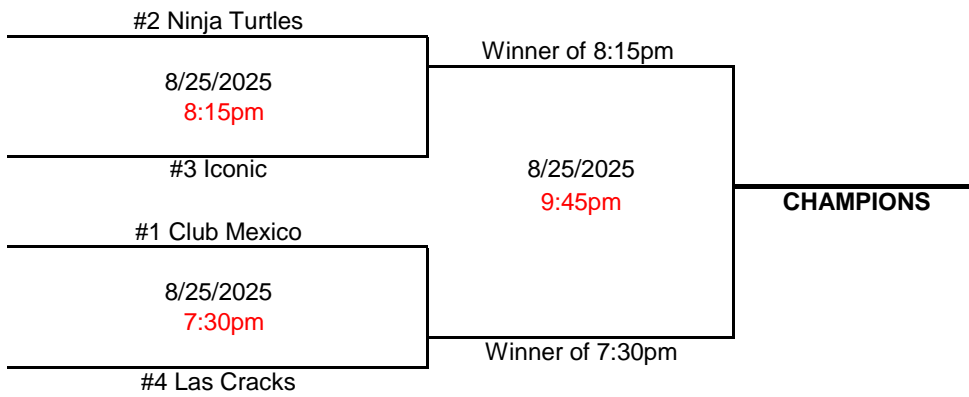 #2 Ninja Turtles
Winner of 8:15pm
8/25/2025
8:15pm
#3 Iconic
8/25/2025
9:45pm
CHAMPIONS
#1 Club Mexico
8/25/2025
7:30pm
Winner of 7:30pm
#4 Las Cracks